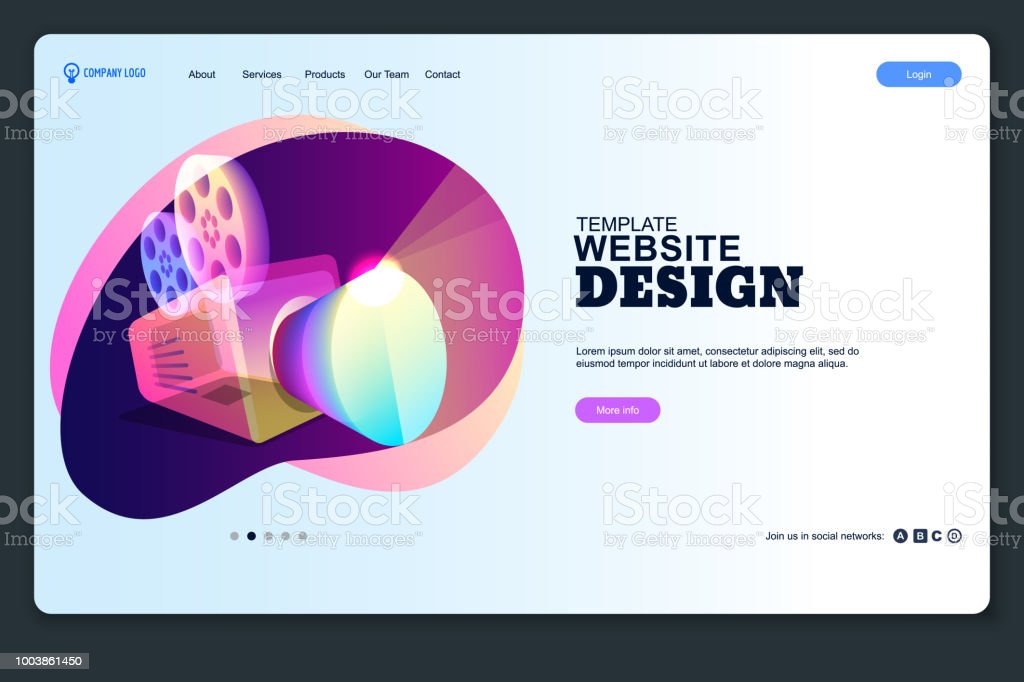 COMPANY LOGO
About Services Products Our Team Contact
Login
TEMPLATE
WEBSITE
DESIGN
Lorem ipsum dolor sit amet, consectetur adipiscing elit, sed do
eiusmod tempor incididunt ut labore et dolore magna aliqua.
More info
Join us in social networks: A B C D
iStock
by Getty Images™
1003861450